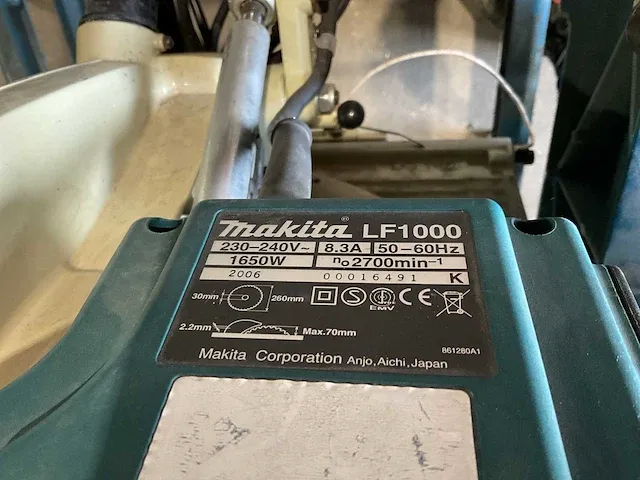 makita® LF1000
230-240V~ 8.3A 50-60Hz
1650W n₀2700min⁻¹
2006 00016491 K
30mm 260mm CE
EMV
2.2mm Max.70mm
861280A1
Makita Corporation Anjo, Aichi, Japan